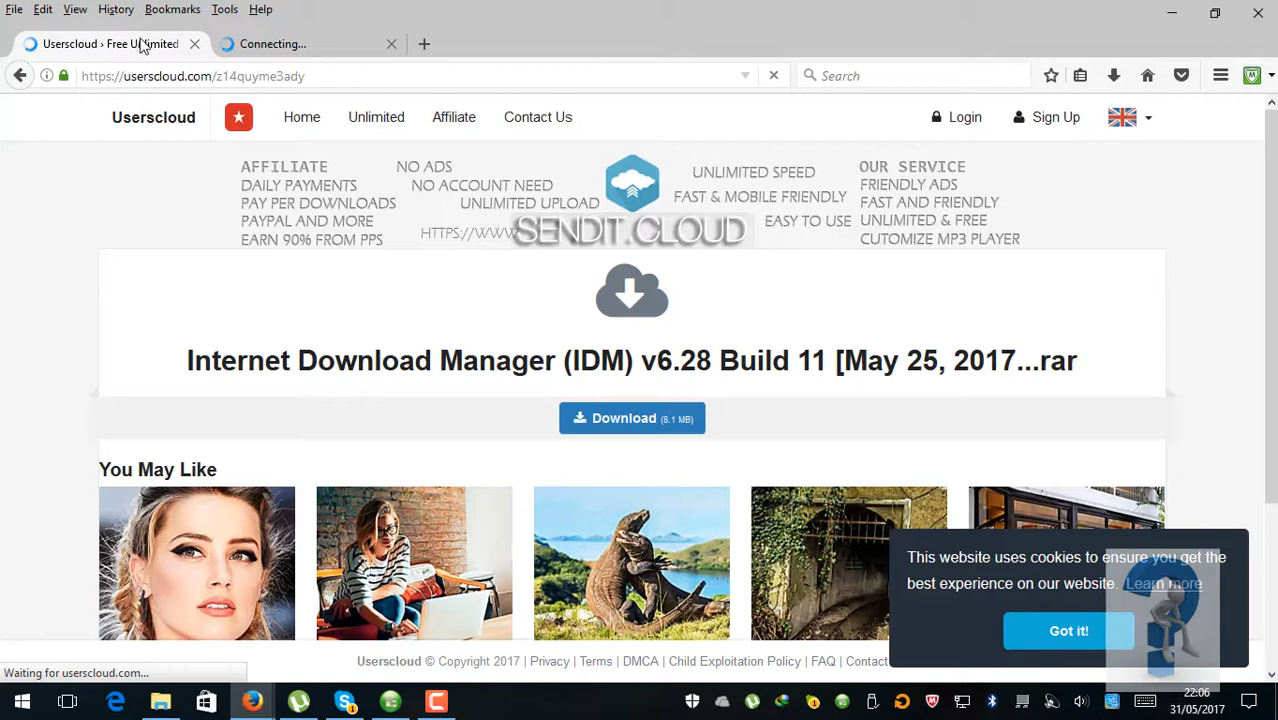 File Edit View History Bookmarks Tools Help
Userscloud › Free Unlimited
Connecting...
https://userscloud.com/z14quyme3ady
Search
Userscloud
Home Unlimited Affiliate Contact Us
Login Sign Up
AFFILIATE
DAILY PAYMENTS
PAY PER DOWNLOADS
PAYPAL AND MORE
EARN 90% FROM PPS
NO ADS
NO ACCOUNT NEED
UNLIMITED UPLOAD
HTTPS://WWW
SENDIT.CLOUD
UNLIMITED SPEED
FAST & MOBILE FRIENDLY
EASY TO USE
OUR SERVICE
FRIENDLY ADS
FAST AND FRIENDLY
UNLIMITED & FREE
CUTOMIZE MP3 PLAYER
Internet Download Manager (IDM) v6.28 Build 11 [May 25, 2017...rar
Download (8.1 MB)
You May Like
This website uses cookies to ensure you get the
best experience on our website. Learn more
Got it!
Userscloud © Copyright 2017 | Privacy | Terms | DMCA | Child Exploitation Policy | FAQ | Contact
Waiting for userscloud.com...
22:06
31/05/2017